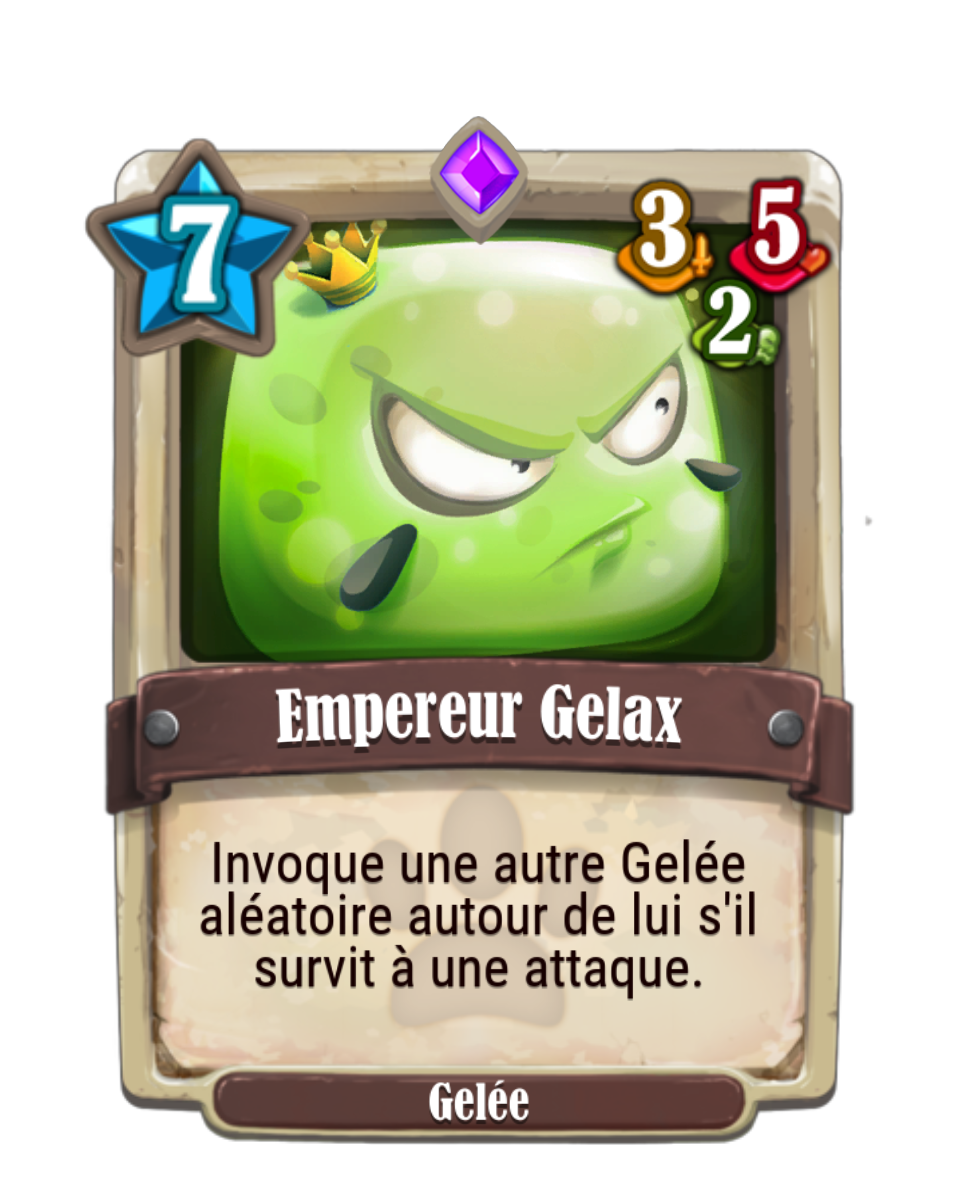 7
3
5
2
Empereur Gelax
Invoque une autre Gelée
aléatoire autour de lui s'il
survit à une attaque.
Gelée